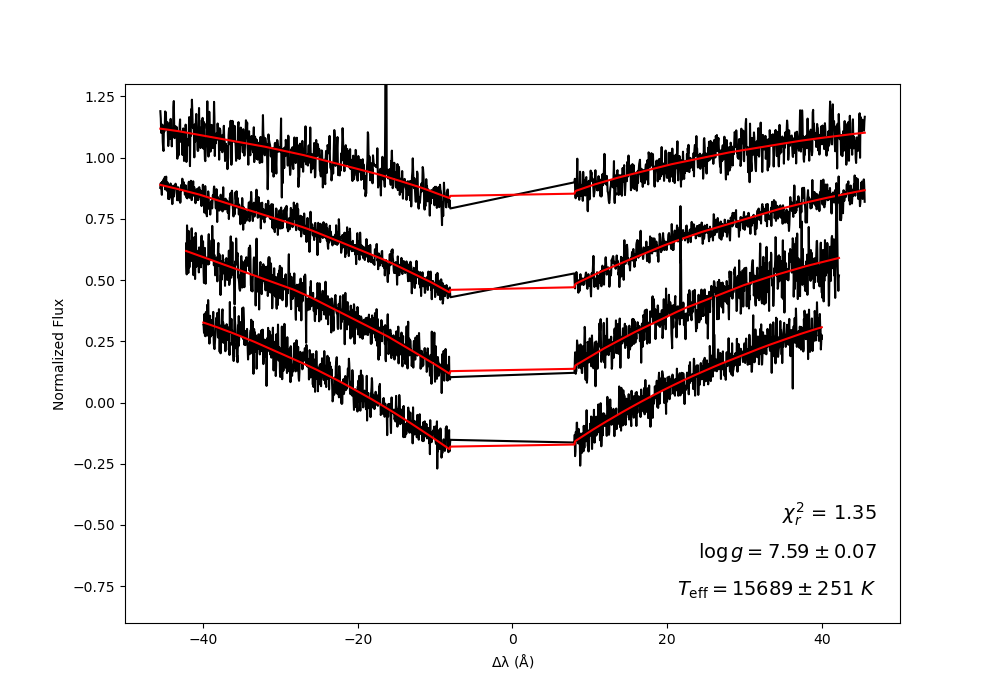 1.25
1.00
0.75
0.50
0.25
0.00
−0.25
−0.50
−0.75
Normalized Flux
χ²ᵣ = 1.35
log g = 7.59 ± 0.07
T_eff = 15689 ± 251 K
−40
−20
0
20
40
Δλ (Å)